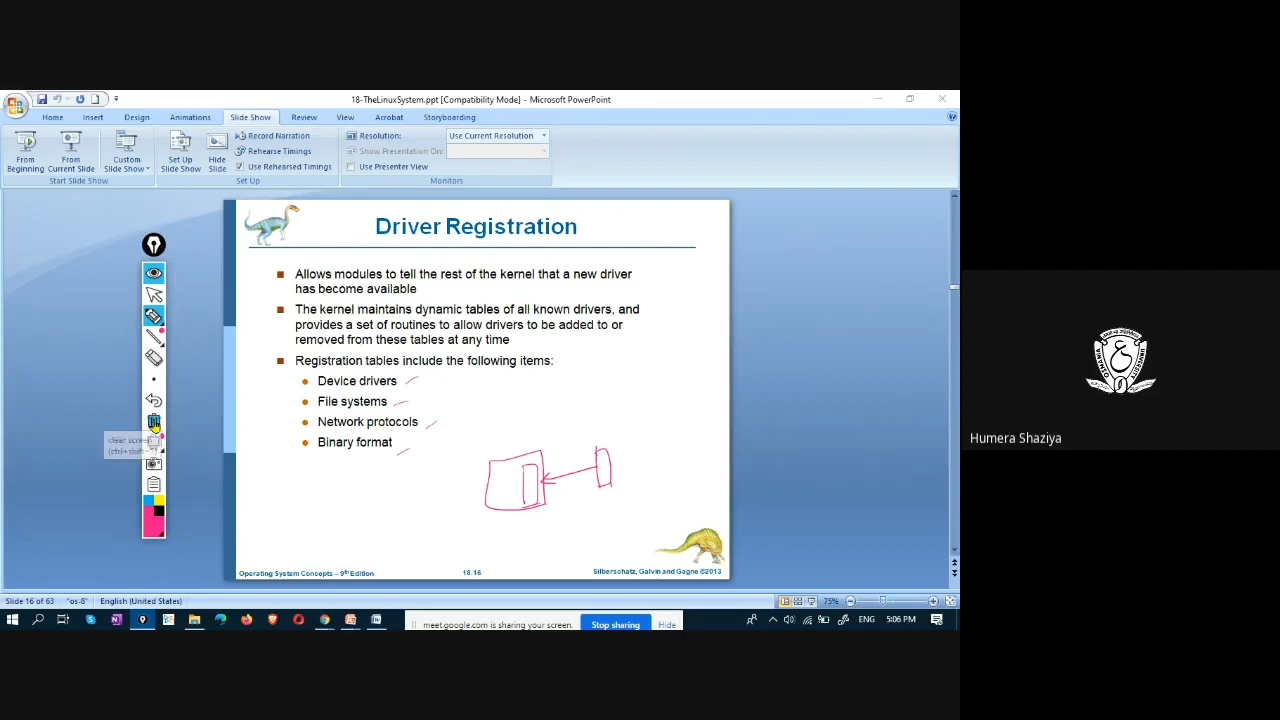 18-TheLinuxSystem.ppt [Compatibility Mode] - Microsoft PowerPoint
Home Insert Design Animations Slide Show Review View Acrobat Storyboarding
From Beginning
From Current Slide
Custom Slide Show
Set Up Slide Show
Hide Slide
Record Narration
Rehearse Timings
Use Rehearsed Timings
Resolution: Use Current Resolution
Show Presentation On:
Use Presenter View
Start Slide Show Set Up Monitors
Driver Registration
Allows modules to tell the rest of the kernel that a new driver
has become available
The kernel maintains dynamic tables of all known drivers, and
provides a set of routines to allow drivers to be added to or
removed from these tables at any time
Registration tables include the following items:
Device drivers
File systems
Network protocols
Binary format
clear screen
Operating System Concepts – 9th Edition 18.16 Silberschatz, Galvin and Gagne ©2013
Humera Shaziya
Slide 16 of 63 "os-8" English (United States) 75%
meet.google.com is sharing your screen. Stop sharing Hide
ENG 5:06 PM